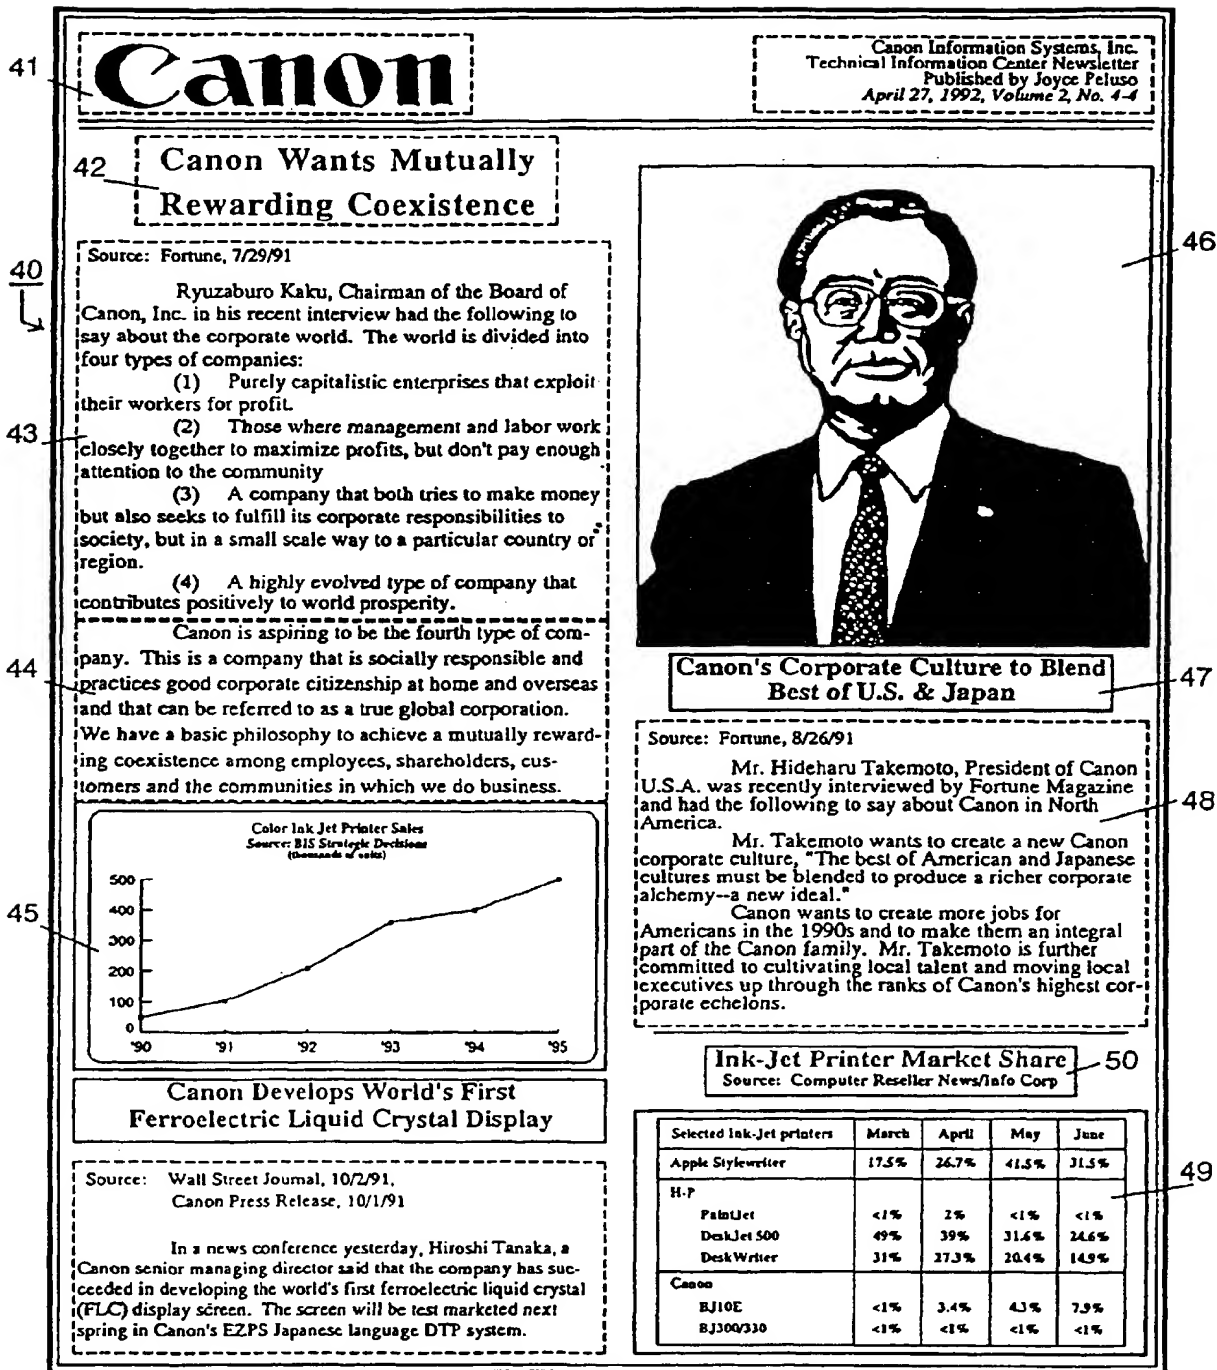 41
Canon
Canon Information Systems, Inc.
Technical Information Center Newsletter
Published by Joyce Peluso
April 27, 1992, Volume 2, No. 4-4
42
Canon Wants Mutually
Rewarding Coexistence
40
Source: Fortune, 7/29/91
Ryuzaburo Kaku, Chairman of the Board of
Canon, Inc. in his recent interview had the following to
say about the corporate world. The world is divided into
four types of companies:
(1) Purely capitalistic enterprises that exploit
their workers for profit.
43
(2) Those where management and labor work
closely together to maximize profits, but don't pay enough
attention to the community
(3) A company that both tries to make money
but also seeks to fulfill its corporate responsibilities to
society, but in a small scale way to a particular country or
region.
(4) A highly evolved type of company that
contributes positively to world prosperity.
44
Canon is aspiring to be the fourth type of com-
pany. This is a company that is socially responsible and
practices good corporate citizenship at home and overseas
and that can be referred to as a true global corporation.
We have a basic philosophy to achieve a mutually reward-
ing coexistence among employees, shareholders, cus-
tomers and the communities in which we do business.
45
Color Ink Jet Printer Sales
Source: BIS Strategic Decisions
(thousands of units)
500
400
300
200
100
0
'90 '91 '92 '93 '94 '95
Canon Develops World's First
Ferroelectric Liquid Crystal Display
Source: Wall Street Journal, 10/2/91,
Canon Press Release, 10/1/91
In a news conference yesterday, Hiroshi Tanaka, a
Canon senior managing director said that the company has suc-
ceeded in developing the world's first ferroelectric liquid crystal
(FLC) display screen. The screen will be test marketed next
spring in Canon's EZPS Japanese language DTP system.
46
Canon's Corporate Culture to Blend
Best of U.S. & Japan
47
Source: Fortune, 8/26/91
Mr. Hideharu Takemoto, President of Canon
U.S.A. was recently interviewed by Fortune Magazine
and had the following to say about Canon in North
America.
48
Mr. Takemoto wants to create a new Canon
corporate culture, "The best of American and Japanese
cultures must be blended to produce a richer corporate
alchemy--a new ideal."
Canon wants to create more jobs for
Americans in the 1990s and to make them an integral
part of the Canon family. Mr. Takemoto is further
committed to cultivating local talent and moving local
executives up through the ranks of Canon's highest cor-
porate echelons.
Ink-Jet Printer Market Share
Source: Computer Reseller News/Info Corp
50
Selected Ink-Jet printers March April May June
Apple Stylewriter 17.5% 26.7% 41.5% 31.5%
49
H-P
PaintJet <1% 2% <1% <1%
DeskJet 500 49% 39% 31.6% 24.6%
DeskWriter 31% 27.3% 20.4% 14.9%
Canon
BJ10E <1% 3.4% 4.3% 7.9%
BJ300/330 <1% <1% <1% <1%